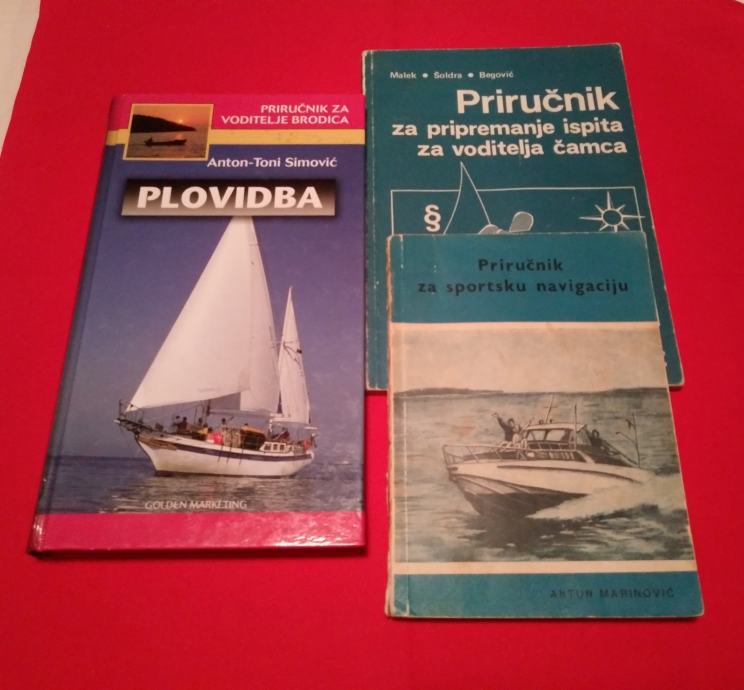 PRIRUČNIK ZA
VODITELJE BRODICA
Anton-Toni Simović
PLOVIDBA
GOLDEN MARKETING
Malek • Šoldra • Begović
Priručnik
za pripremanje ispita
za voditelja čamca
§
Priručnik
za sportsku navigaciju
ANTUN MARINOVIĆ